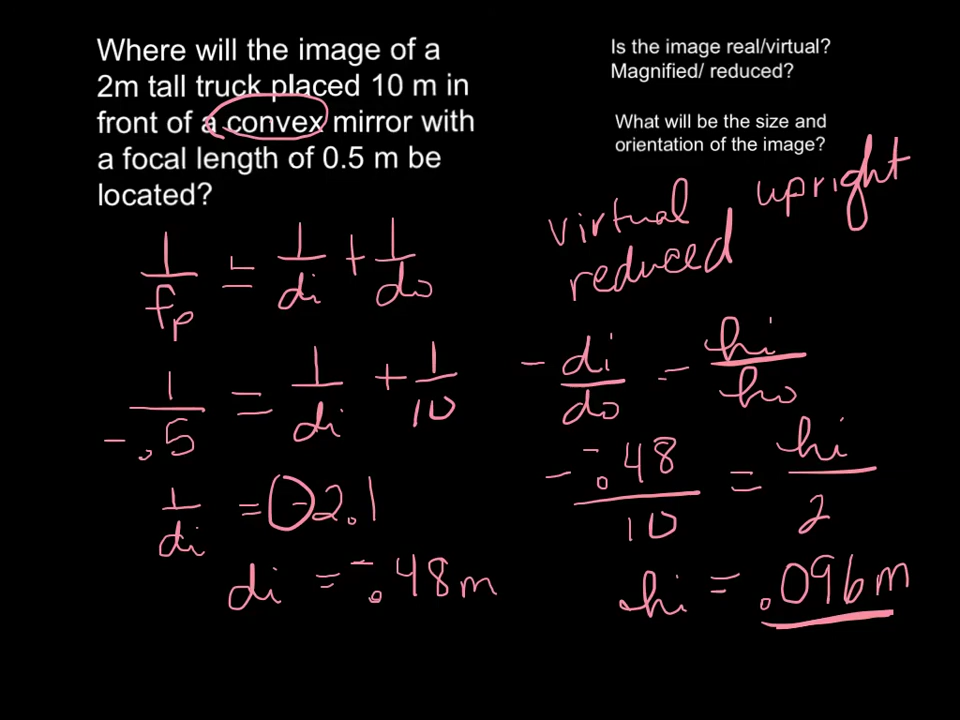 Where will the image of a
2m tall truck placed 10 m in
front of a convex mirror with
a focal length of 0.5 m be
located?
Is the image real/virtual?
Magnified/ reduced?
What will be the size and
orientation of the image?
virtual upright
reduced
1/fp = 1/di + 1/do
1/-.5 = 1/di + 1/10
1/di = -2.1
di = -.48m
-di/do = hi/ho
- -.48/10 = hi/2
hi = .096m